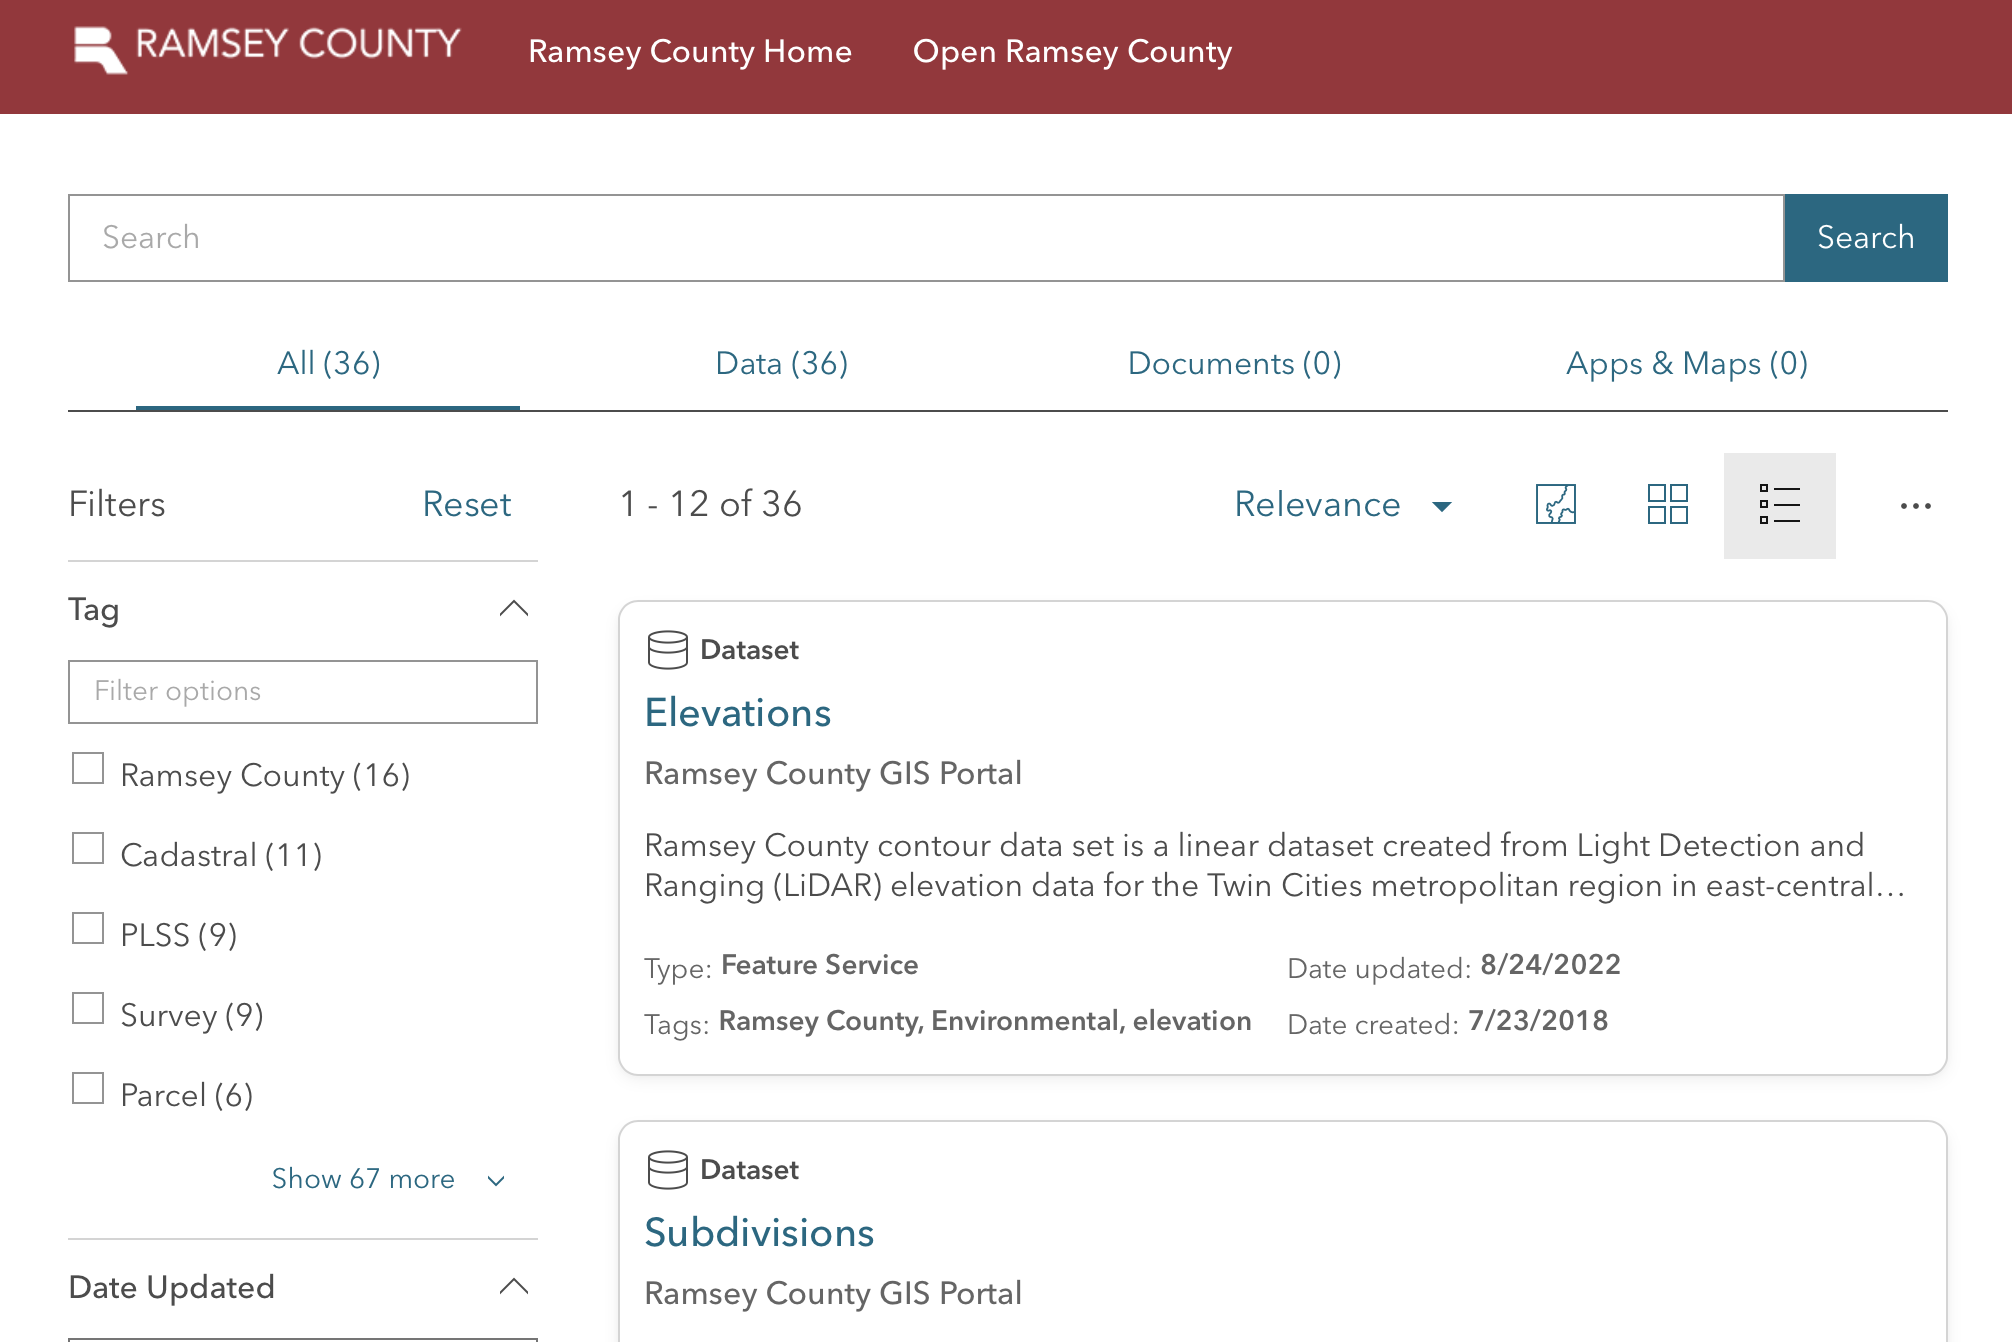 RAMSEY COUNTY
Ramsey County Home
Open Ramsey County
Search
Search
All (36)
Data (36)
Documents (0)
Apps & Maps (0)
Filters
Reset
1 - 12 of 36
Relevance
Tag
Filter options
Ramsey County (16)
Cadastral (11)
PLSS (9)
Survey (9)
Parcel (6)
Show 67 more
Date Updated
Dataset
Elevations
Ramsey County GIS Portal
Ramsey County contour data set is a linear dataset created from Light Detection and
Ranging (LiDAR) elevation data for the Twin Cities metropolitan region in east-central…
Type: Feature Service
Date updated: 8/24/2022
Tags: Ramsey County, Environmental, elevation
Date created: 7/23/2018
Dataset
Subdivisions
Ramsey County GIS Portal